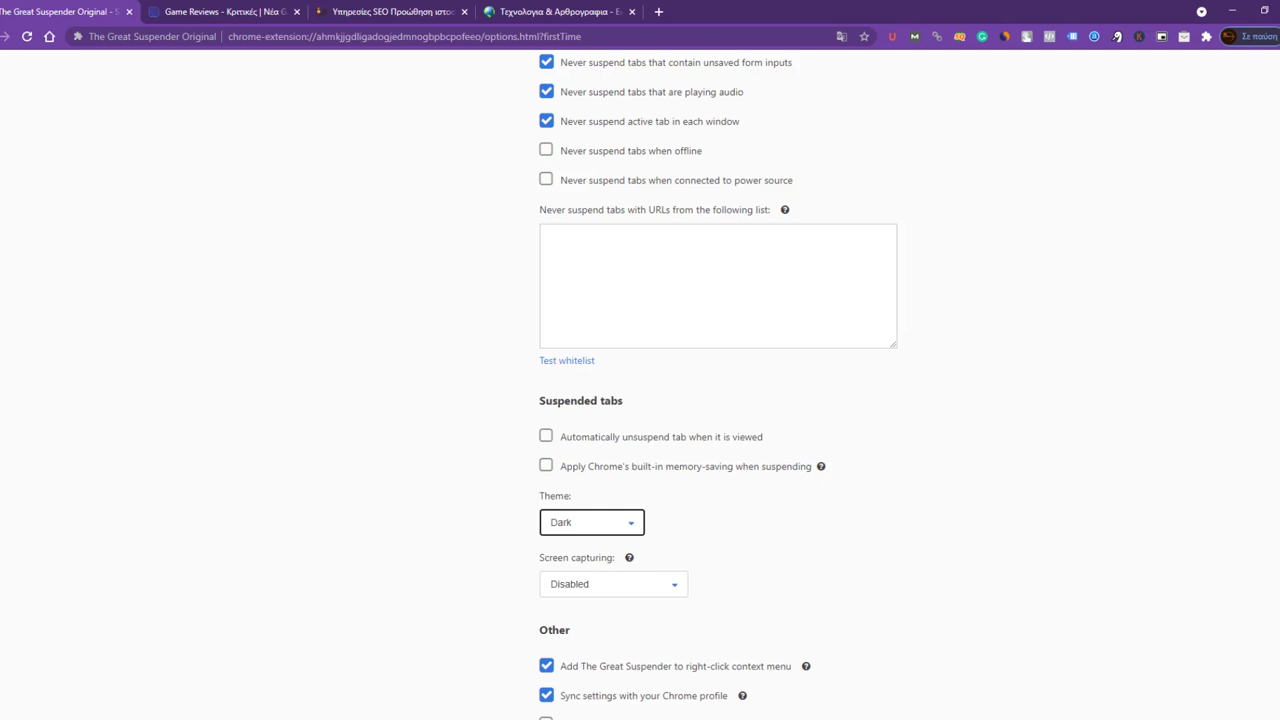 The Great Suspender Original - S
Game Reviews - Κριτικές | Νέα G
Υπηρεσίες SEO Προώθηση ιστοσ
Τεχνολογια & Αρθρογραφια - Ε
The Great Suspender Original | chrome-extension://ahmkjjgdligadogjedmnogbpbcpofeeo/options.html?firstTime
Σε παύση
Never suspend tabs that contain unsaved form inputs
Never suspend tabs that are playing audio
Never suspend active tab in each window
Never suspend tabs when offline
Never suspend tabs when connected to power source
Never suspend tabs with URLs from the following list:
Test whitelist
Suspended tabs
Automatically unsuspend tab when it is viewed
Apply Chrome's built-in memory-saving when suspending
Theme:
Dark
Screen capturing:
Disabled
Other
Add The Great Suspender to right-click context menu
Sync settings with your Chrome profile